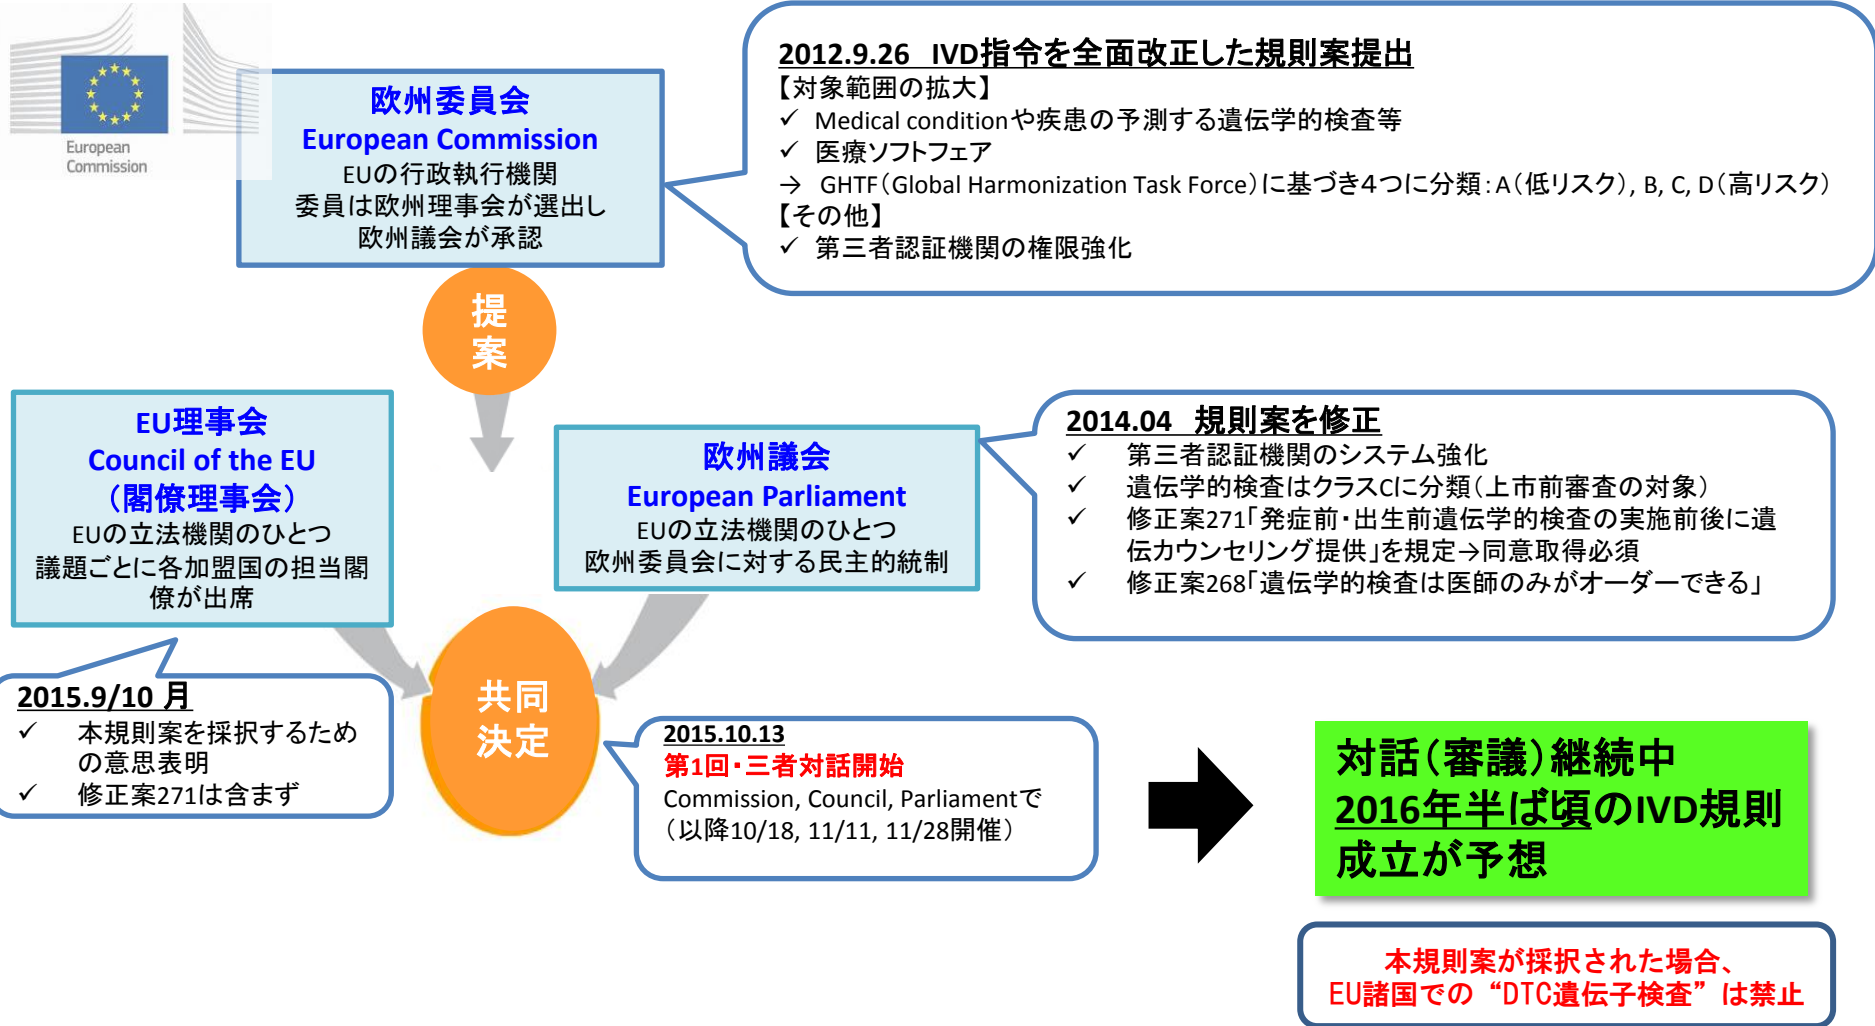 European
Commission
欧州委員会
European Commission
EUの行政執行機関
委員は欧州理事会が選出し
欧州議会が承認
2012.9.26 IVD指令を全面改正した規則案提出
【対象範囲の拡大】
✓ Medical conditionや疾患の予測する遺伝学的検査等
✓ 医療ソフトフェア
→ GHTF(Global Harmonization Task Force)に基づき4つに分類:A(低リスク), B, C, D(高リスク)
【その他】
✓ 第三者認証機関の権限強化
提
案
EU理事会
Council of the EU
(閣僚理事会)
EUの立法機関のひとつ
議題ごとに各加盟国の担当閣
僚が出席
欧州議会
European Parliament
EUの立法機関のひとつ
欧州委員会に対する民主的統制
2014.04 規則案を修正
✓ 第三者認証機関のシステム強化
✓ 遺伝学的検査はクラスCに分類(上市前審査の対象)
✓ 修正案271「発症前・出生前遺伝学的検査の実施前後に遺
伝カウンセリング提供」を規定→同意取得必須
✓ 修正案268「遺伝学的検査は医師のみがオーダーできる」
2015.9/10 月
✓ 本規則案を採択するため
の意思表明
✓ 修正案271は含まず
共同
決定
2015.10.13
第1回・三者対話開始
Commission, Council, Parliamentで
(以降10/18, 11/11, 11/28開催)
対話(審議)継続中
2016年半ば頃のIVD規則
成立が予想
本規則案が採択された場合、
EU諸国での“DTC遺伝子検査”は禁止